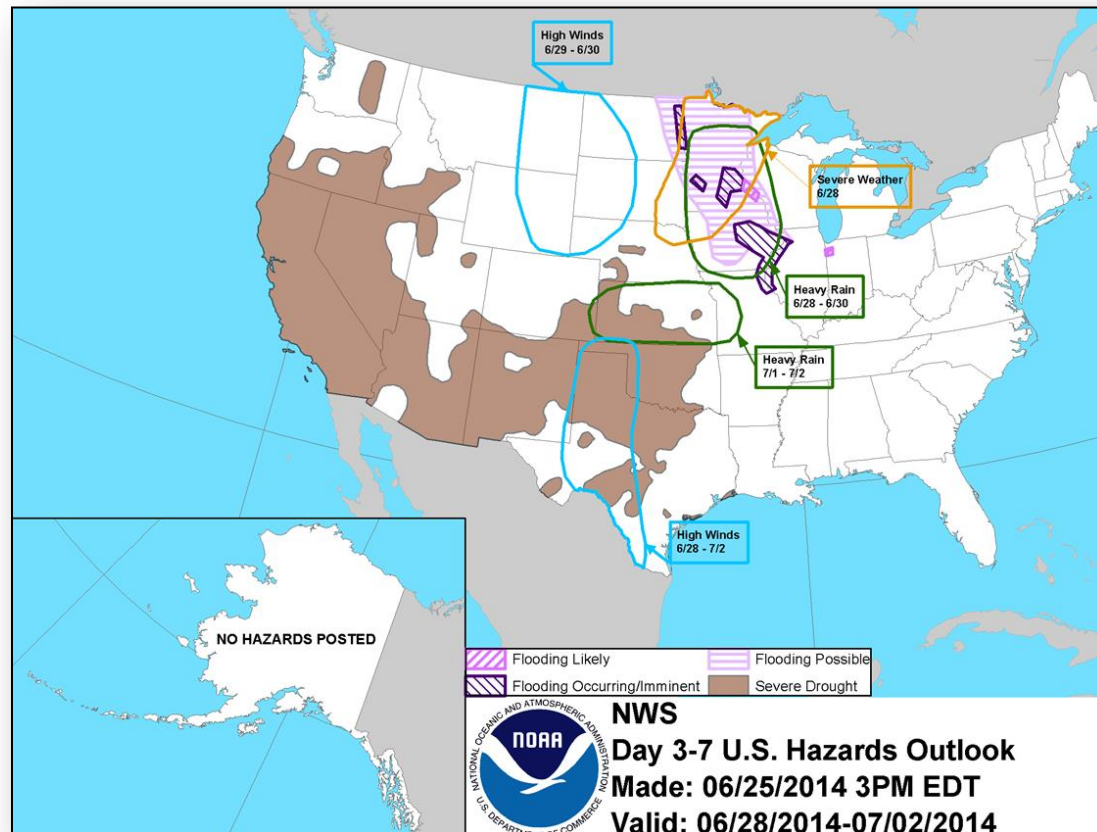 High Winds
6/29 - 6/30
Severe Weather
6/28
Heavy Rain
6/28 - 6/30
Heavy Rain
7/1 - 7/2
High Winds
6/28 - 7/2
NO HAZARDS POSTED
Flooding Likely
Flooding Possible
Flooding Occurring/Imminent
Severe Drought
NATIONAL OCEANIC AND ATMOSPHERIC ADMINISTRATION
NOAA
U.S. DEPARTMENT OF COMMERCE
NWS
Day 3-7 U.S. Hazards Outlook
Made: 06/25/2014 3PM EDT
Valid: 06/28/2014-07/02/2014